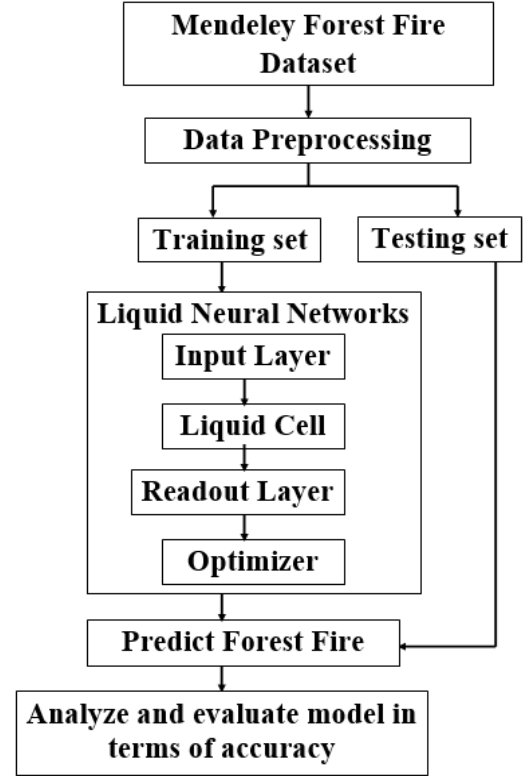 Mendeley Forest Fire
Dataset
Data Preprocessing
Training set
Testing set
Liquid Neural Networks
Input Layer
Liquid Cell
Readout Layer
Optimizer
Predict Forest Fire
Analyze and evaluate model in
terms of accuracy